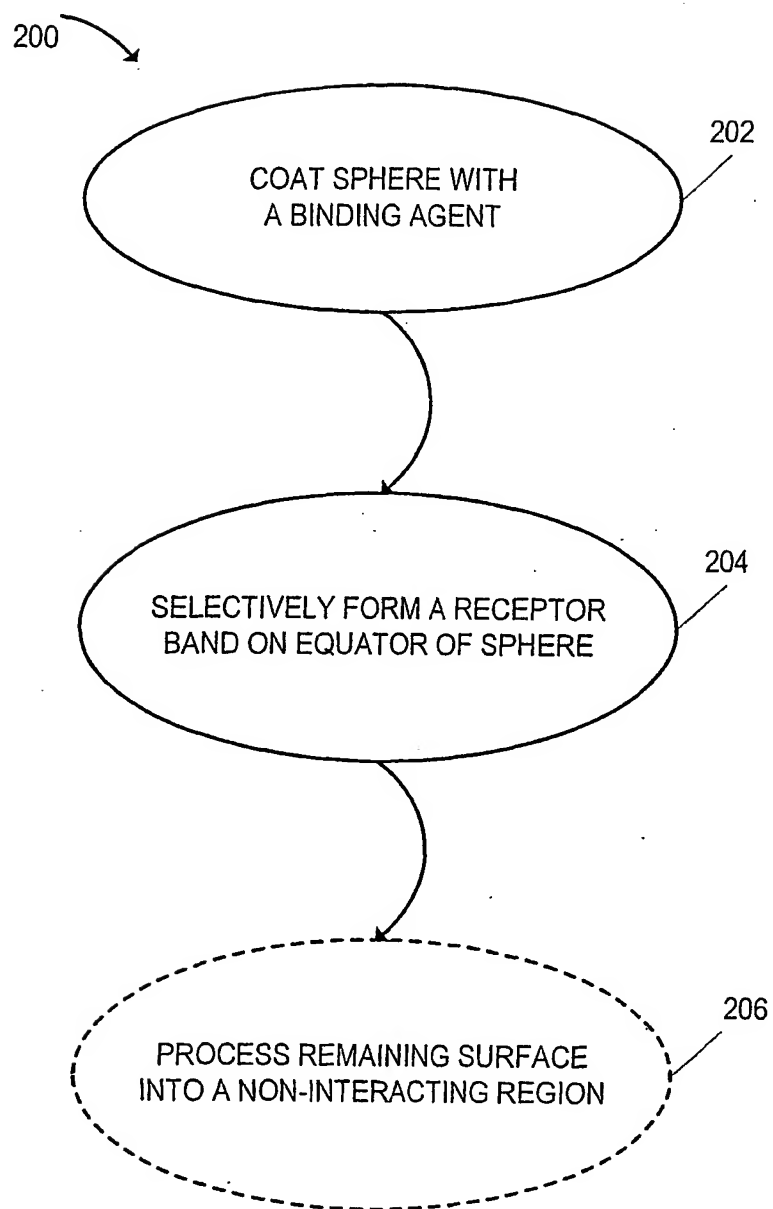 200
202
COAT SPHERE WITH
A BINDING AGENT
204
SELECTIVELY FORM A RECEPTOR
BAND ON EQUATOR OF SPHERE
206
PROCESS REMAINING SURFACE
INTO A NON-INTERACTING REGION